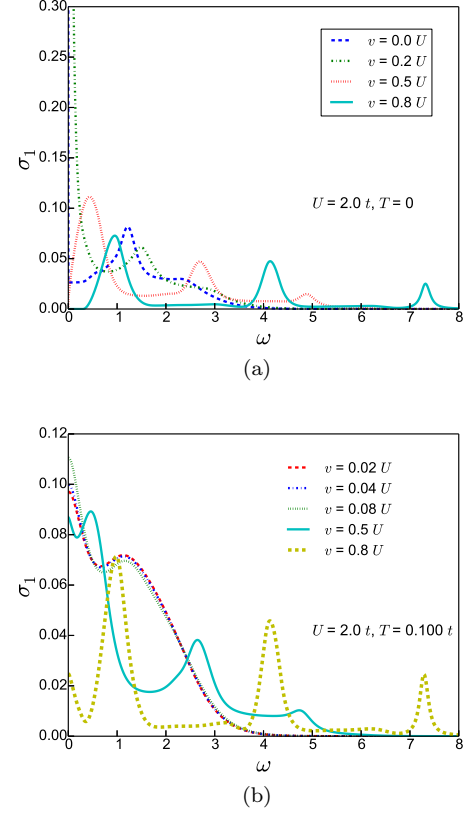 0.30
0.25
0.20
0.15
0.10
0.05
0.00
σ₁
v = 0.0 U
v = 0.2 U
v = 0.5 U
v = 0.8 U
U = 2.0 t, T = 0
0 1 2 3 4 5 6 7 8
ω
(a)
0.12
0.10
0.08
0.06
0.04
0.02
0.00
σ₁
v = 0.02 U
v = 0.04 U
v = 0.08 U
v = 0.5 U
v = 0.8 U
U = 2.0 t, T = 0.100 t
0 1 2 3 4 5 6 7 8
ω
(b)